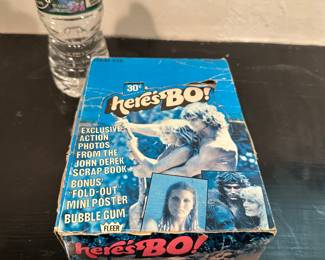 30¢
here's BO!
EXCLUSIVE
ACTION
PHOTOS
FROM THE
JOHN DEREK
SCRAP BOOK
BONUS
FOLD-OUT
MINI POSTER
BUBBLE GUM
FLEER
here's BO!